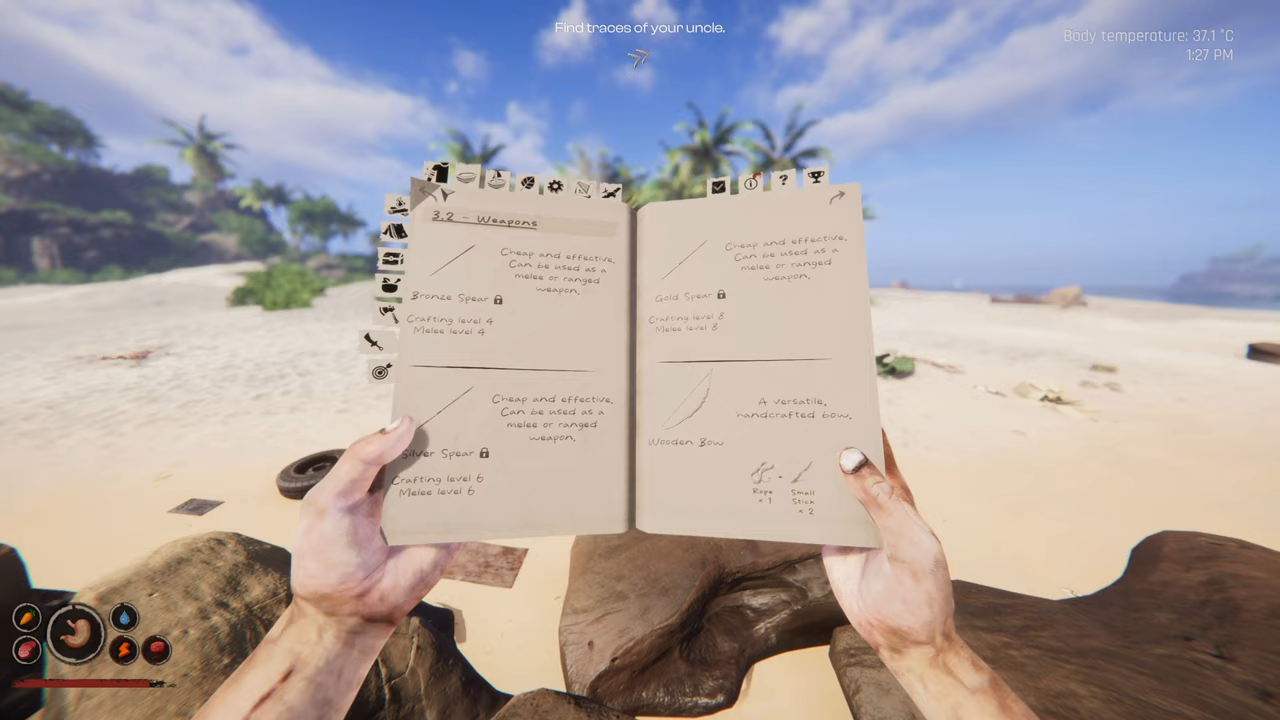 Find traces of your uncle.
Body temperature: 37.1 °C
1:27 PM
3.2 - Weapons
Cheap and effective.
Can be used as a
melee or ranged
weapon.
Bronze Spear
Crafting level 4
Melee level 4
Cheap and effective.
Can be used as a
melee or ranged
weapon.
Silver Spear
Crafting level 6
Melee level 6
Cheap and effective.
Can be used as a
melee or ranged
weapon.
Gold Spear
Crafting level 8
Melee level 8
A versatile,
handcrafted bow.
Wooden Bow
Rope
x 1
Small
Stick
x 2